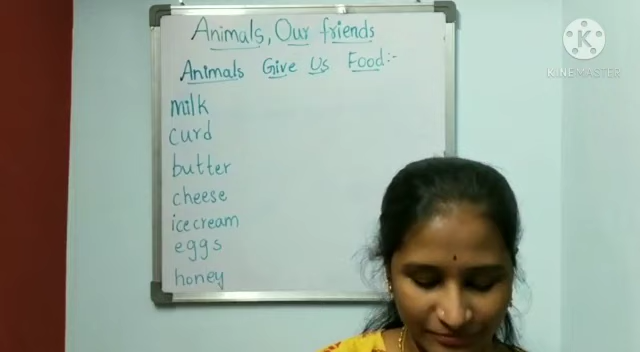 Animals, Our friends
Animals Give Us Food:-
milk
curd
butter
cheese
icecream
eggs
honey
KINEMASTER